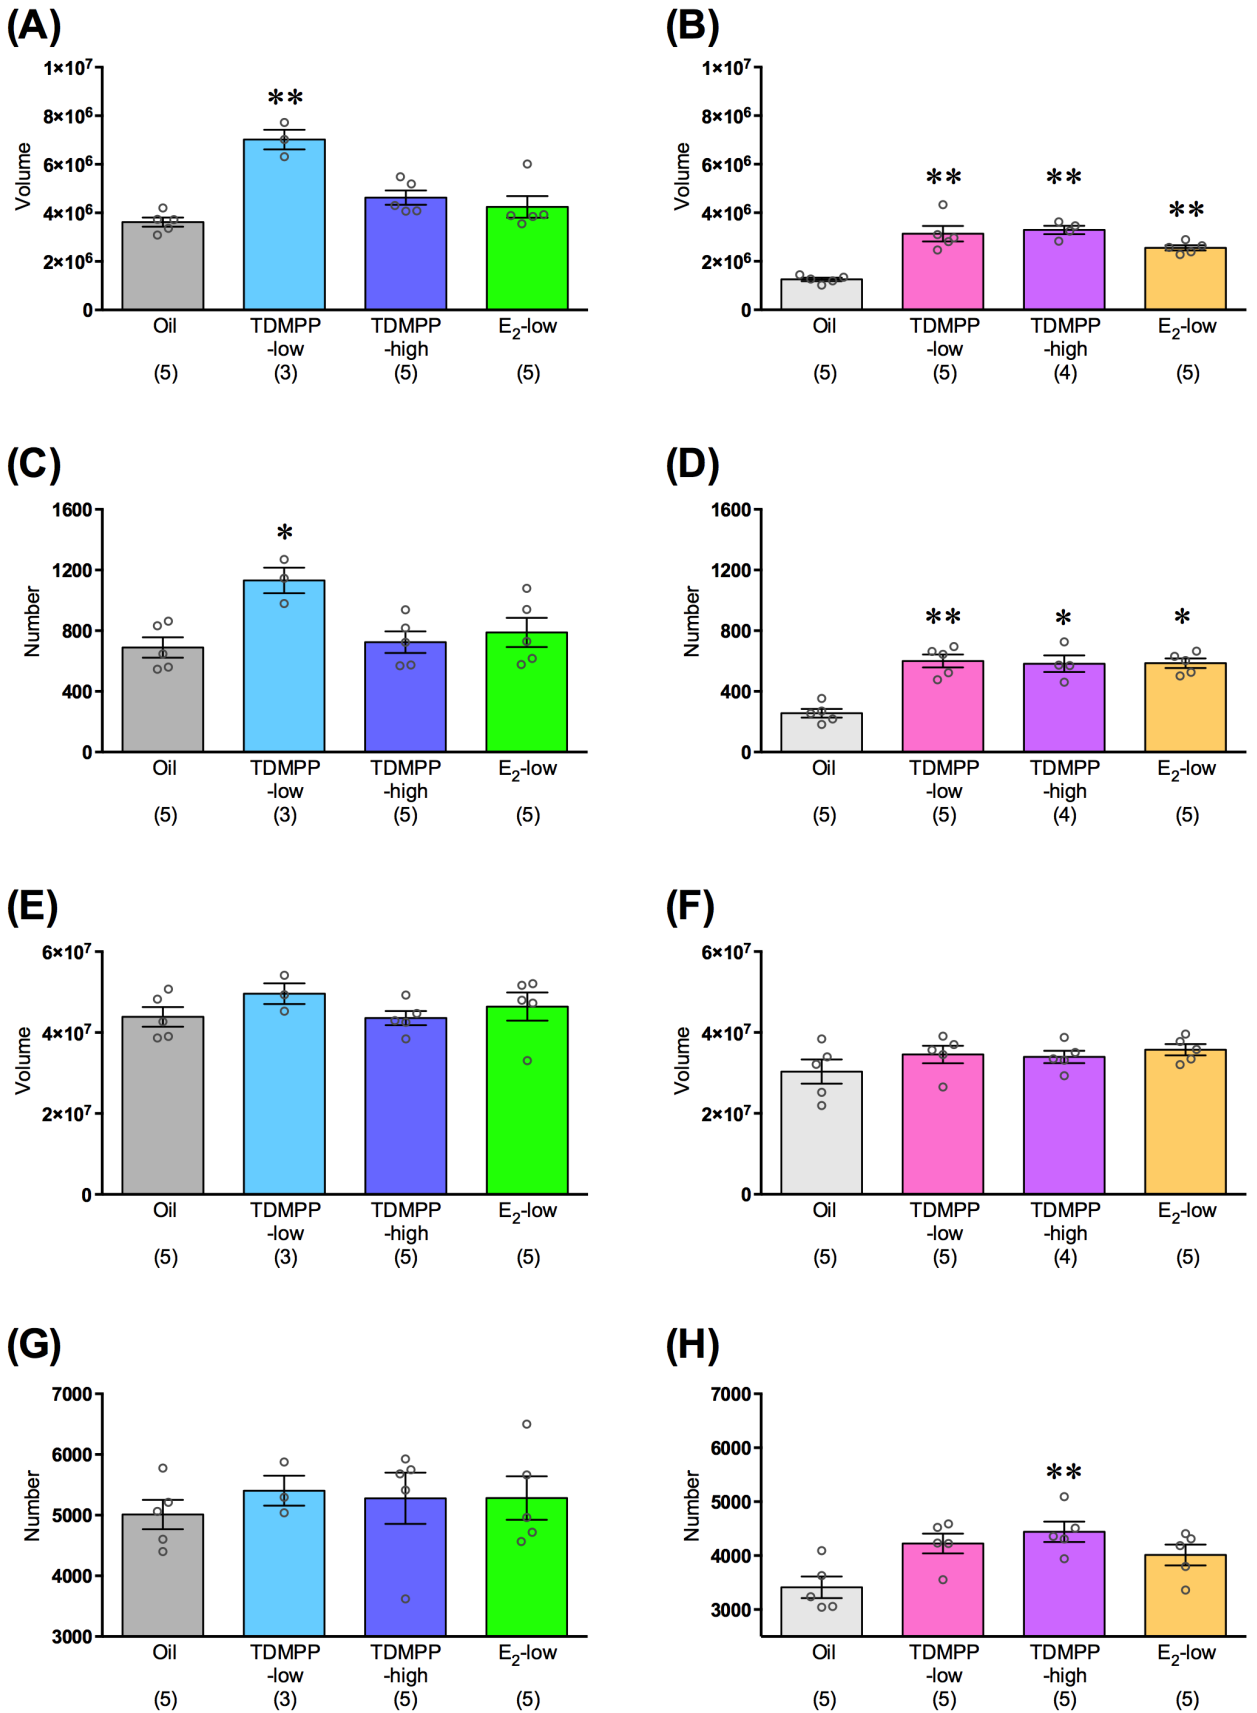 (A)
1×10⁷
8×10⁶
6×10⁶
4×10⁶
2×10⁶
0
Volume
**
Oil
TDMPP
-low
TDMPP
-high
E₂-low
(5)
(3)
(5)
(5)
(B)
1×10⁷
8×10⁶
6×10⁶
4×10⁶
2×10⁶
0
Volume
**
**
**
Oil
TDMPP
-low
TDMPP
-high
E₂-low
(5)
(5)
(4)
(5)
(C)
1600
1200
800
400
0
Number
*
Oil
TDMPP
-low
TDMPP
-high
E₂-low
(5)
(3)
(5)
(5)
(D)
1600
1200
800
400
0
Number
**
*
*
Oil
TDMPP
-low
TDMPP
-high
E₂-low
(5)
(5)
(4)
(5)
(E)
6×10⁷
4×10⁷
2×10⁷
0
Volume
Oil
TDMPP
-low
TDMPP
-high
E₂-low
(5)
(3)
(5)
(5)
(F)
6×10⁷
4×10⁷
2×10⁷
0
Volume
Oil
TDMPP
-low
TDMPP
-high
E₂-low
(5)
(5)
(4)
(5)
(G)
7000
6000
5000
4000
3000
Number
Oil
TDMPP
-low
TDMPP
-high
E₂-low
(5)
(3)
(5)
(5)
(H)
7000
6000
5000
4000
3000
Number
**
Oil
TDMPP
-low
TDMPP
-high
E₂-low
(5)
(5)
(5)
(5)